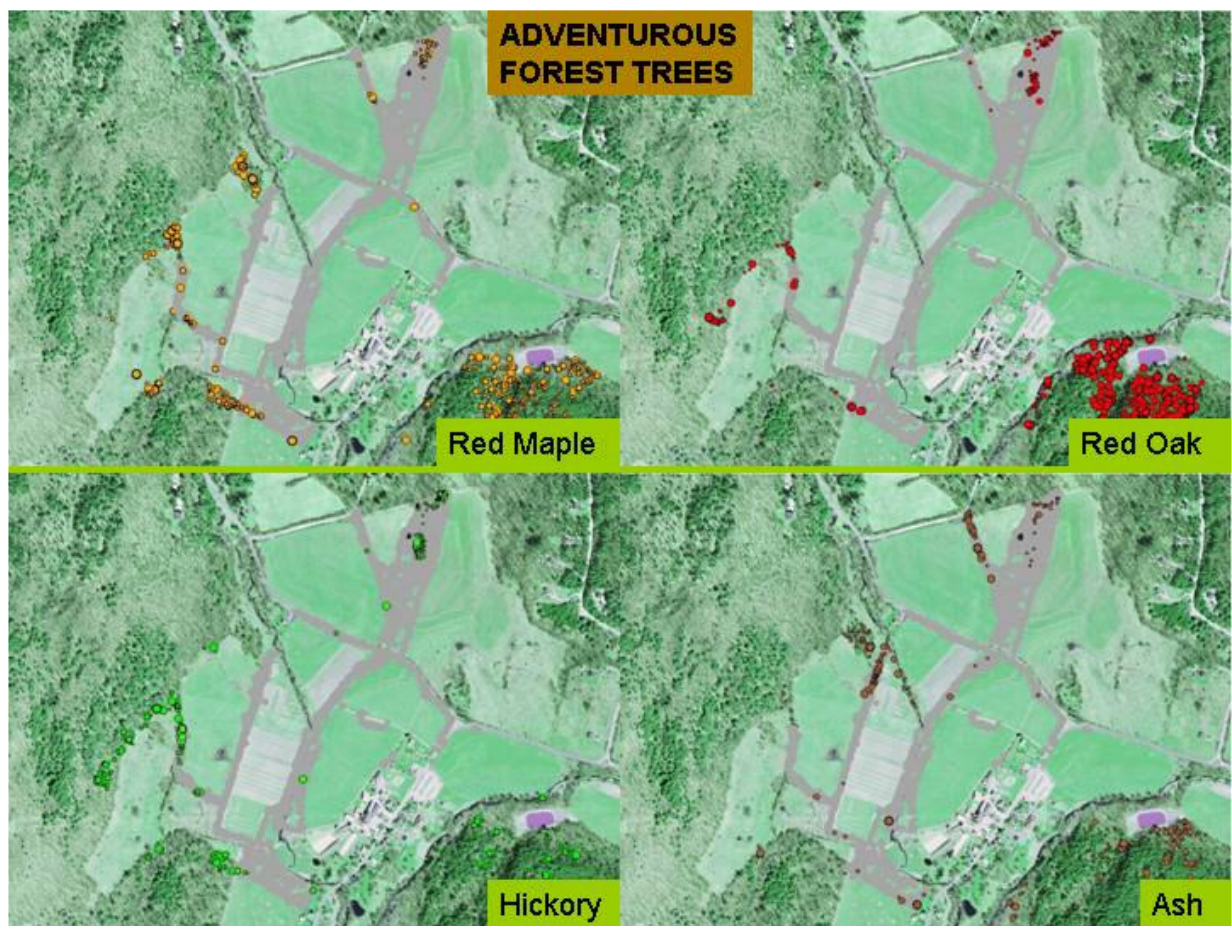 ADVENTUROUS
FOREST TREES
Red Maple
Red Oak
Hickory
Ash